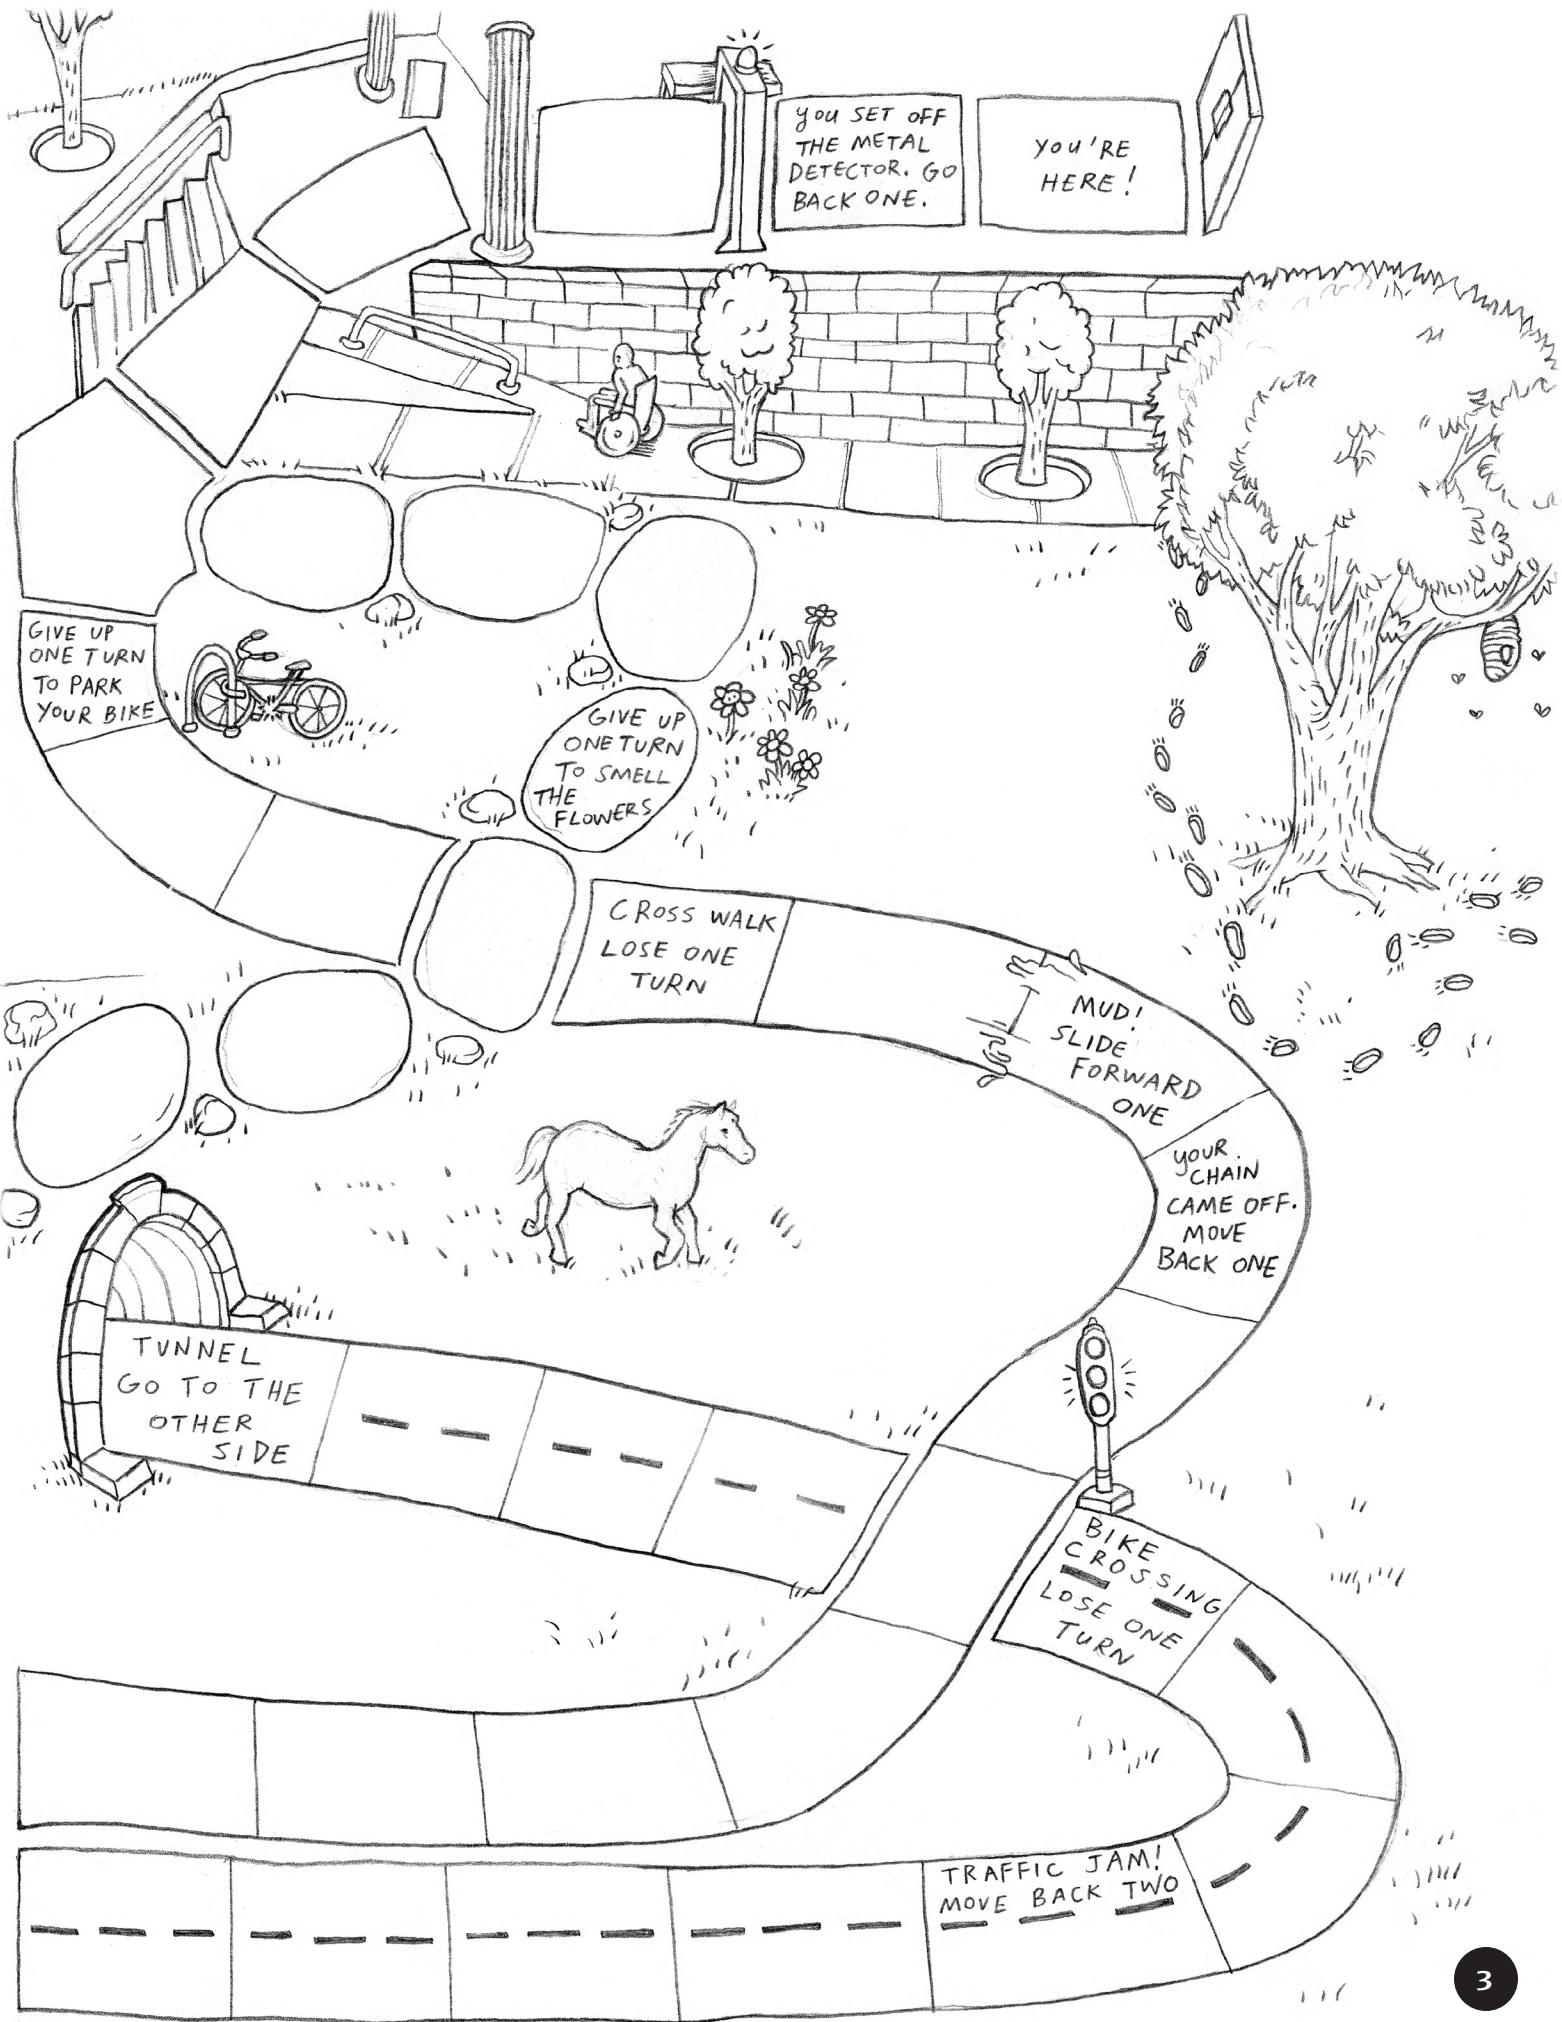 YOU SET OFF
THE METAL
DETECTOR. GO
BACK ONE.
YOU'RE
HERE!
GIVE UP
ONE TURN
TO PARK
YOUR BIKE
GIVE UP
ONE TURN
TO SMELL
THE
FLOWERS
CROSS WALK
LOSE ONE
TURN
MUD!
SLIDE
FORWARD
ONE
YOUR
CHAIN
CAME OFF.
MOVE
BACK ONE
TUNNEL
GO TO THE
OTHER
SIDE
BIKE
CROSSING
LOSE ONE
TURN
TRAFFIC JAM!
MOVE BACK TWO
3